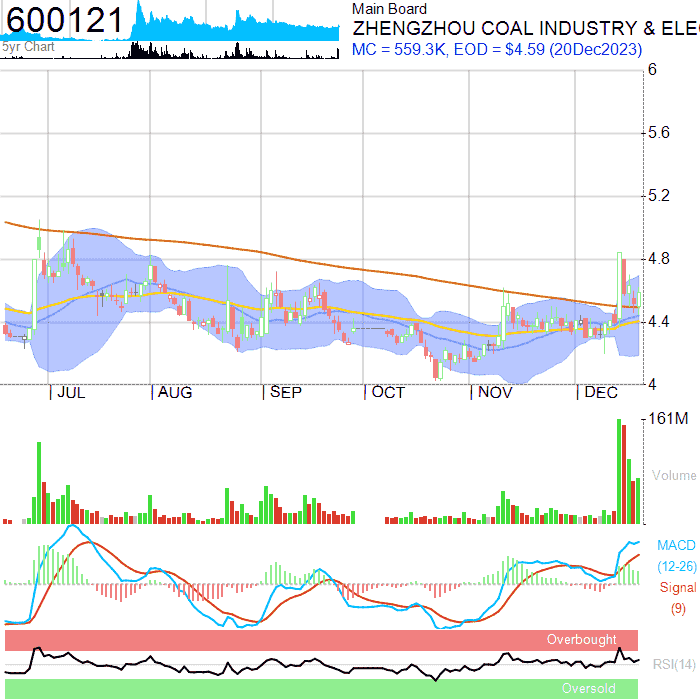 600121
5yr Chart
Main Board
ZHENGZHOU COAL INDUSTRY & ELE
MC = 559.3K, EOD = $4.59 (20Dec2023)
6
5.6
5.2
4.8
4.4
4
JUL AUG SEP OCT NOV DEC
161M
Volume
MACD
(12-26)
Signal
(9)
Overbought
RSI(14)
Oversold